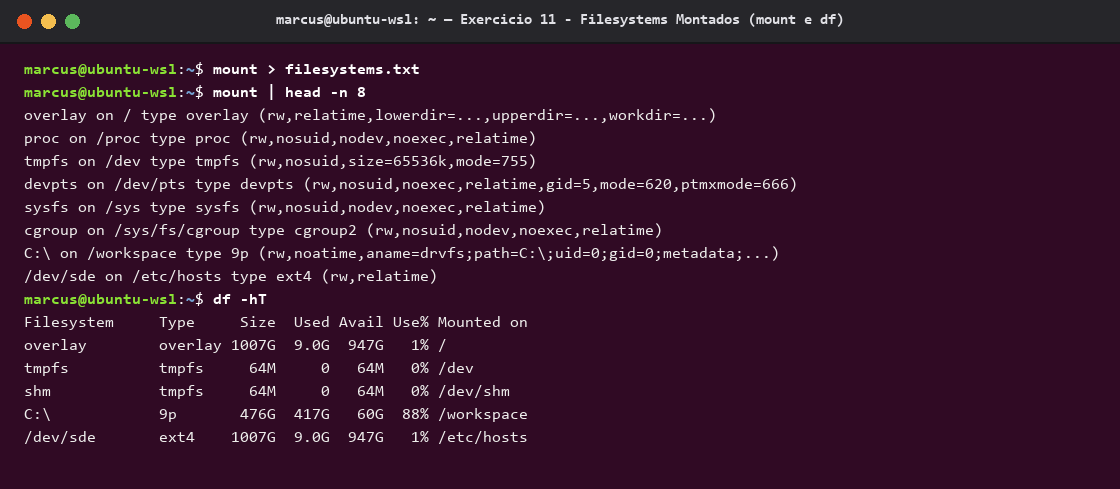 marcus@ubuntu-wsl: ~ — Exercicio 11 - Filesystems Montados (mount e df)
marcus@ubuntu-wsl:~$ mount > filesystems.txt
marcus@ubuntu-wsl:~$ mount | head -n 8
overlay on / type overlay (rw,relatime,lowerdir=...,upperdir=...,workdir=...)
proc on /proc type proc (rw,nosuid,nodev,noexec,relatime)
tmpfs on /dev type tmpfs (rw,nosuid,size=65536k,mode=755)
devpts on /dev/pts type devpts (rw,nosuid,noexec,relatime,gid=5,mode=620,ptmxmode=666)
sysfs on /sys type sysfs (rw,nosuid,nodev,noexec,relatime)
cgroup on /sys/fs/cgroup type cgroup2 (rw,nosuid,nodev,noexec,relatime)
C:\ on /workspace type 9p (rw,noatime,aname=drvfs;path=C:\;uid=0;gid=0;metadata;...)
/dev/sde on /etc/hosts type ext4 (rw,relatime)
marcus@ubuntu-wsl:~$ df -hT
Filesystem     Type     Size  Used Avail Use% Mounted on
overlay        overlay 1007G  9.0G  947G   1% /
tmpfs          tmpfs     64M     0   64M   0% /dev
shm            tmpfs     64M     0   64M   0% /dev/shm
C:\            9p       476G  417G   60G  88% /workspace
/dev/sde       ext4    1007G  9.0G  947G   1% /etc/hosts